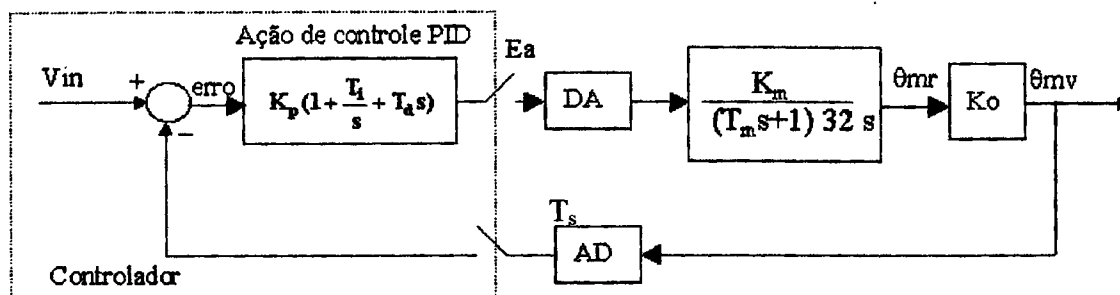 Ação de controle PID
Vin
+
erro
K_p(1+T_i/s+T_d s)
Ea
DA
K_m/(T_m s+1) 32 s
θmr
Ko
θmv
−
T_s
AD
Controlador